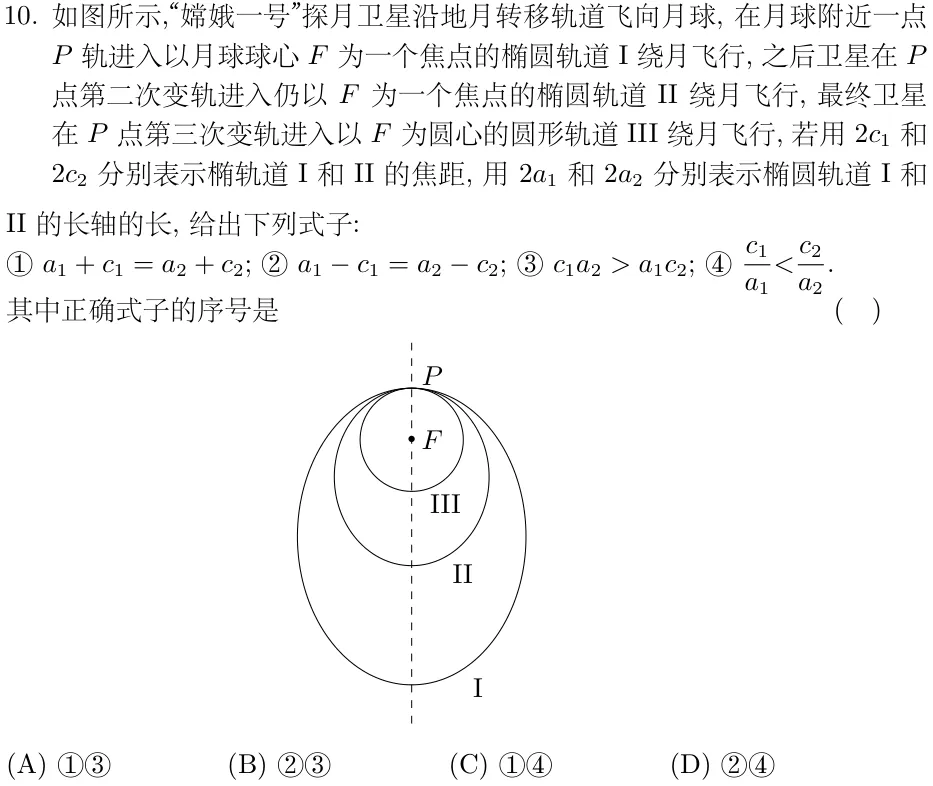 10. 如图所示,“嫦娥一号”探月卫星沿地月转移轨道飞向月球, 在月球附近一点
P 轨进入以月球球心 F 为一个焦点的椭圆轨道 I 绕月飞行, 之后卫星在 P
点第二次变轨进入仍以 F 为一个焦点的椭圆轨道 II 绕月飞行, 最终卫星
在 P 点第三次变轨进入以 F 为圆心的圆形轨道 III 绕月飞行, 若用 2c₁ 和
2c₂ 分别表示椭轨道 I 和 II 的焦距, 用 2a₁ 和 2a₂ 分别表示椭圆轨道 I 和
II 的长轴的长, 给出下列式子:
① a₁ + c₁ = a₂ + c₂; ② a₁ − c₁ = a₂ − c₂; ③ c₁a₂ > a₁c₂; ④ c₁/a₁ < c₂/a₂.
其中正确式子的序号是 ( )
P
F
III
II
I
(A) ①③ (B) ②③ (C) ①④ (D) ②④